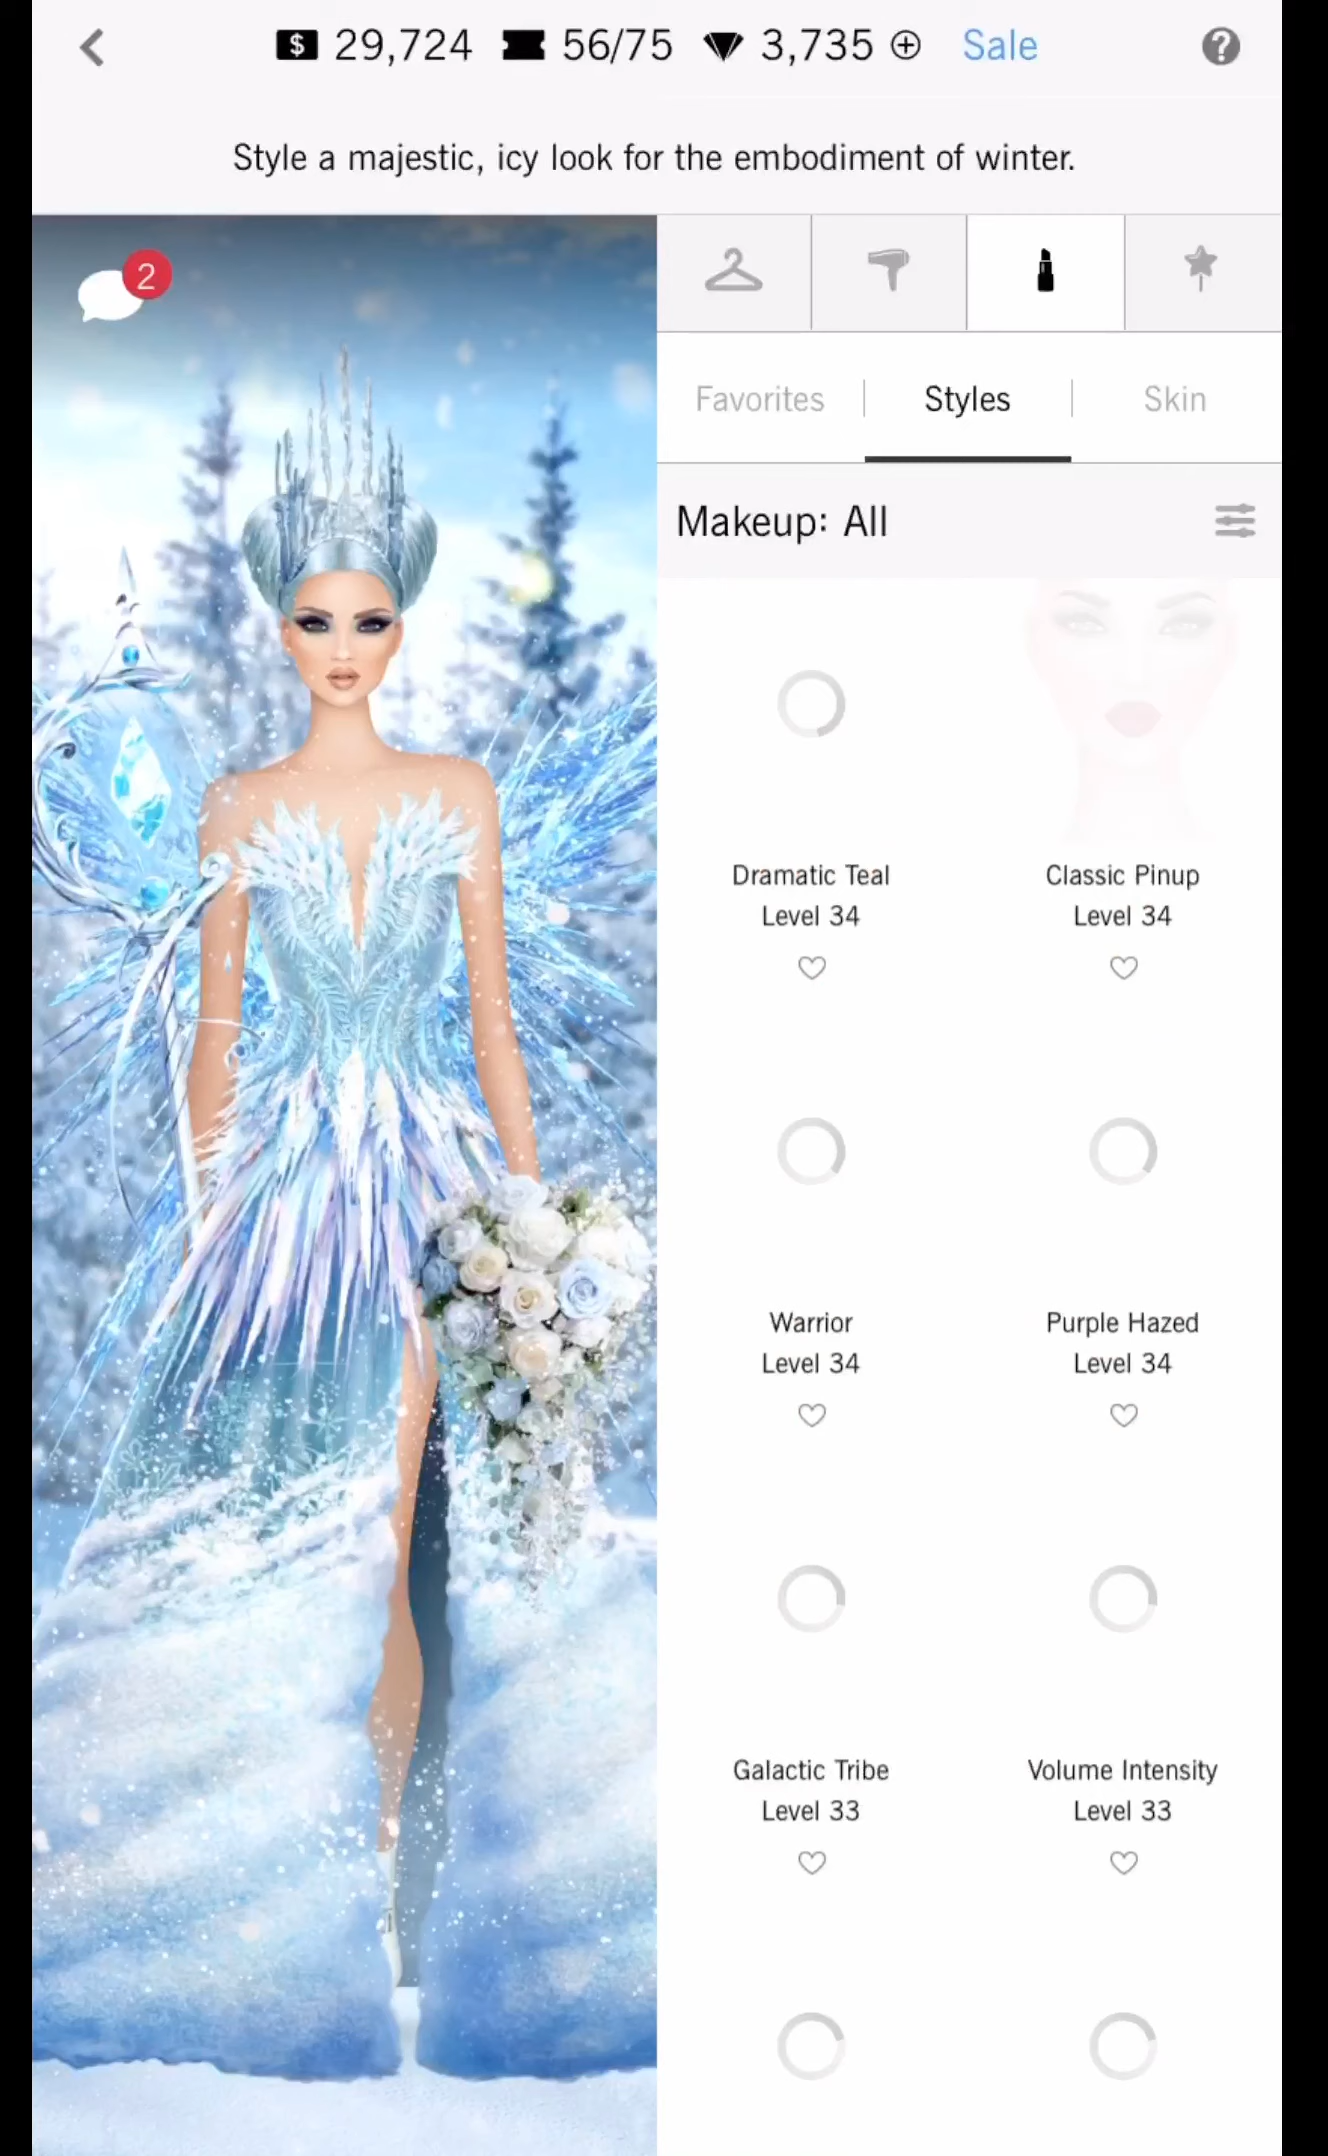 $ 29,724 56/75 3,735 Sale ?
Style a majestic, icy look for the embodiment of winter.
2
Favorites Styles Skin
Makeup: All
Dramatic Teal Classic Pinup
Level 34 Level 34
Warrior Purple Hazed
Level 34 Level 34
Galactic Tribe Volume Intensity
Level 33 Level 33